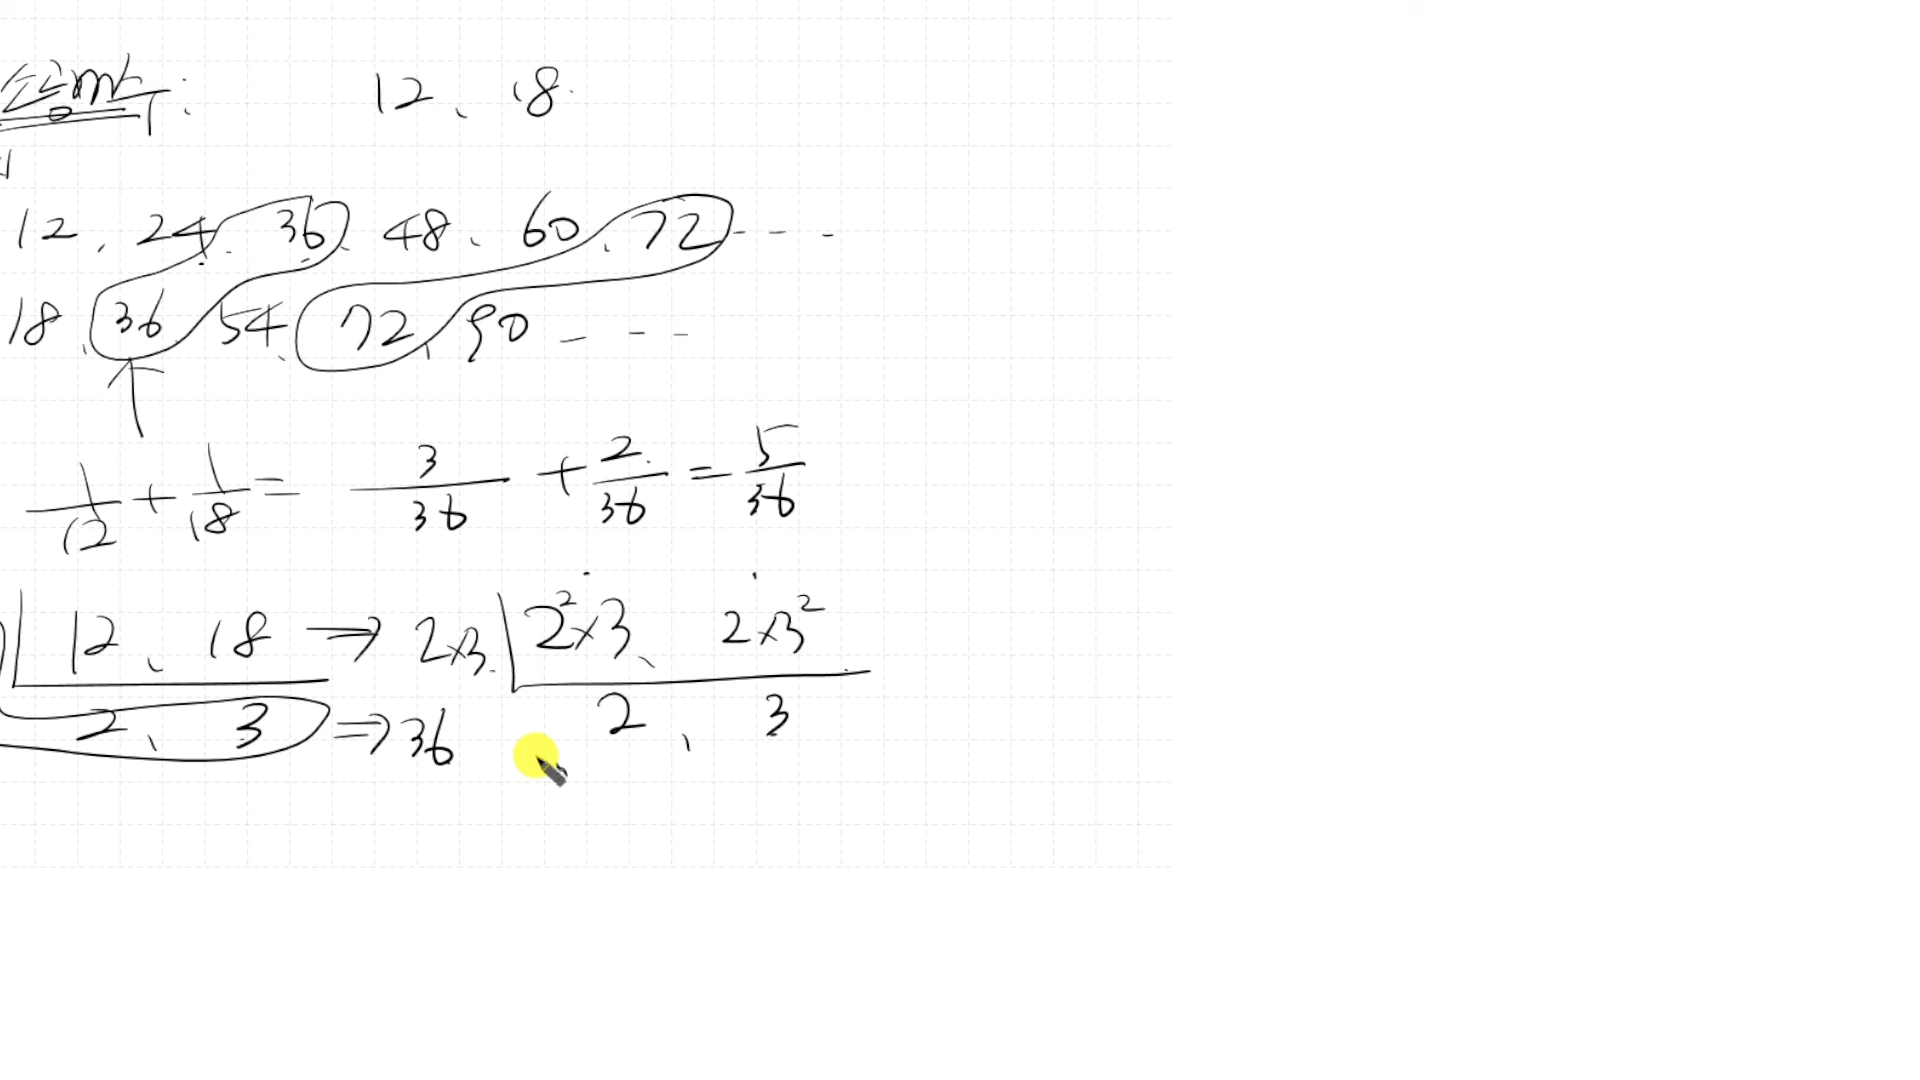 : 12、18
12、24、36、48、60、72 - - -
18、36、54、72、90 - - -
1/12 + 1/18 = 3/36 + 2/36 = 5/36
12、18 ⇒ 2×3 2²×3、2×3²
2、3 ⇒ 36 2、3